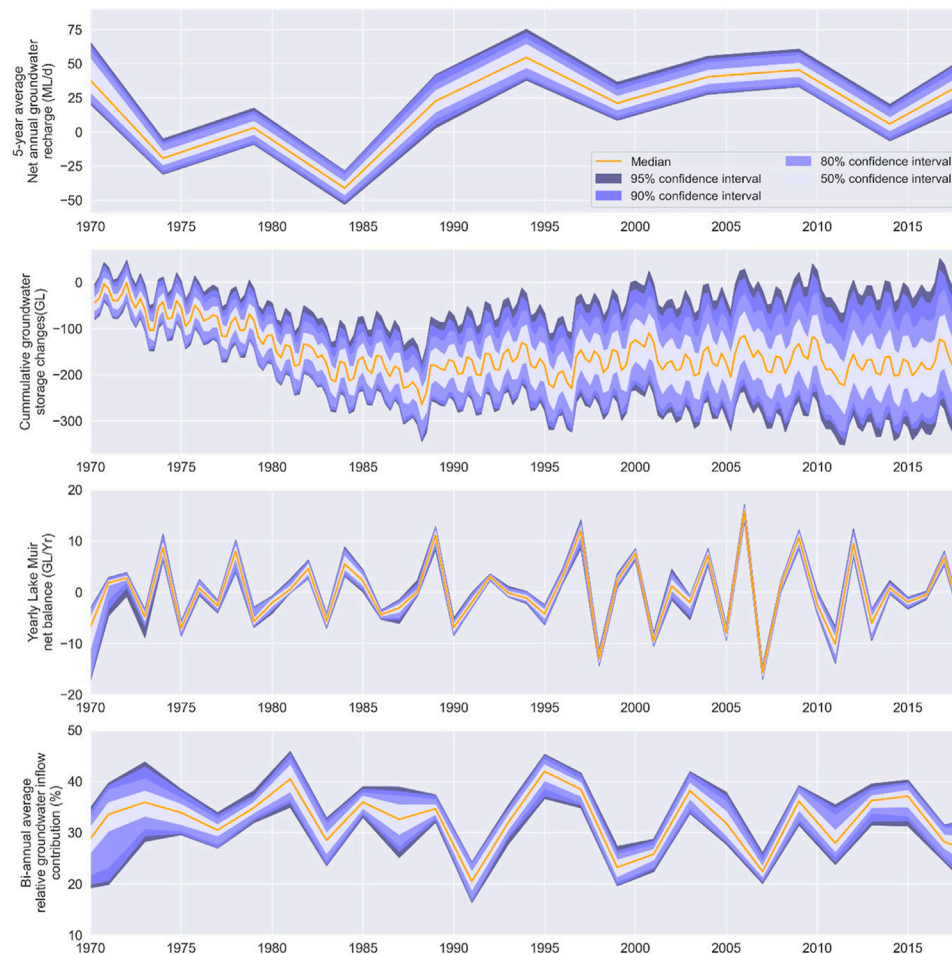 5-year average
Net annual groundwater
recharge (ML/d)
75
50
25
0
−25
−50
Median
95% confidence interval
90% confidence interval
80% confidence interval
50% confidence interval
1970 1975 1980 1985 1990 1995 2000 2005 2010 2015
Cummulative groundwater
storage changes(GL)
0
−100
−200
−300
1970 1975 1980 1985 1990 1995 2000 2005 2010 2015
Yearly Lake Muir
net balance (GL/Yr)
20
10
0
−10
−20
1970 1975 1980 1985 1990 1995 2000 2005 2010 2015
Bi-annual average
relative groundwater inflow
contribution (%)
50
40
30
20
10
1970 1975 1980 1985 1990 1995 2000 2005 2010 2015